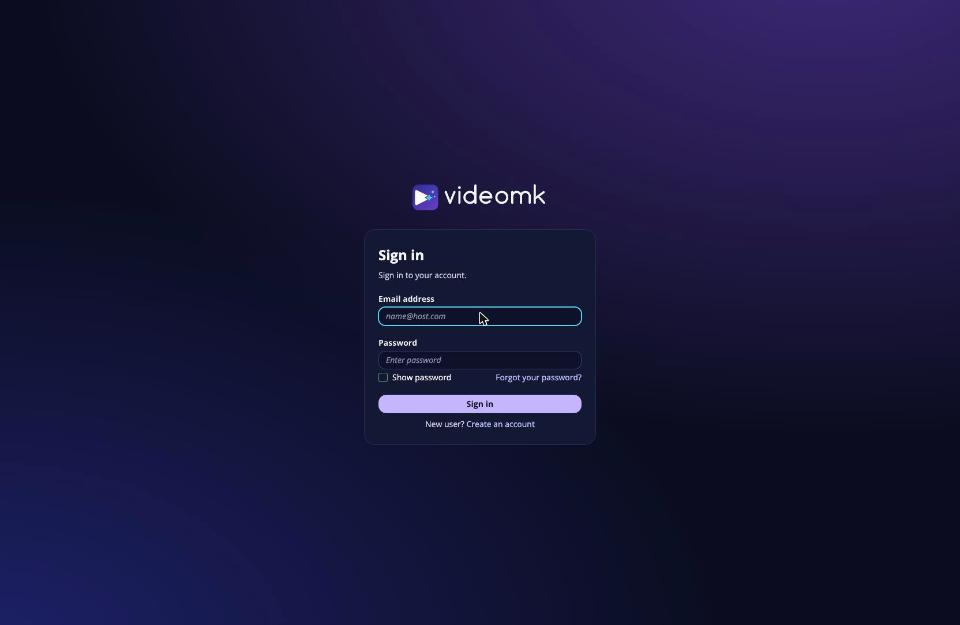 videomk
Sign in
Sign in to your account.
Email address
name@host.com
Password
Enter password
Show password Forgot your password?
Sign in
New user? Create an account